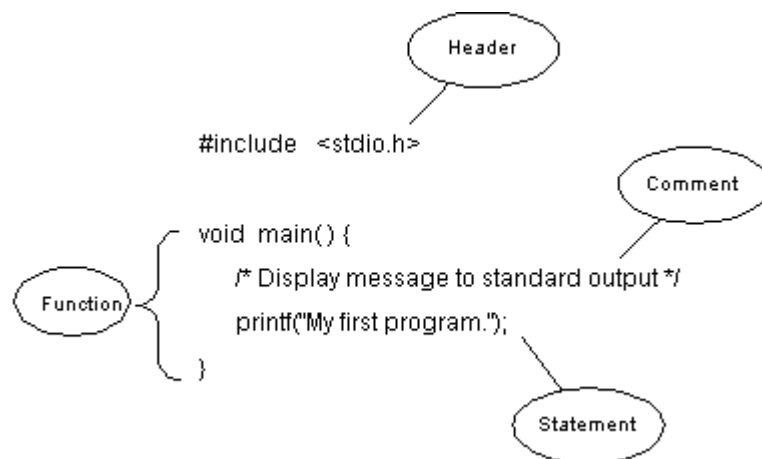 Header
#include <stdio.h>
Comment
void main() {
/* Display message to standard output */
Function
printf("My first program.");
}
Statement